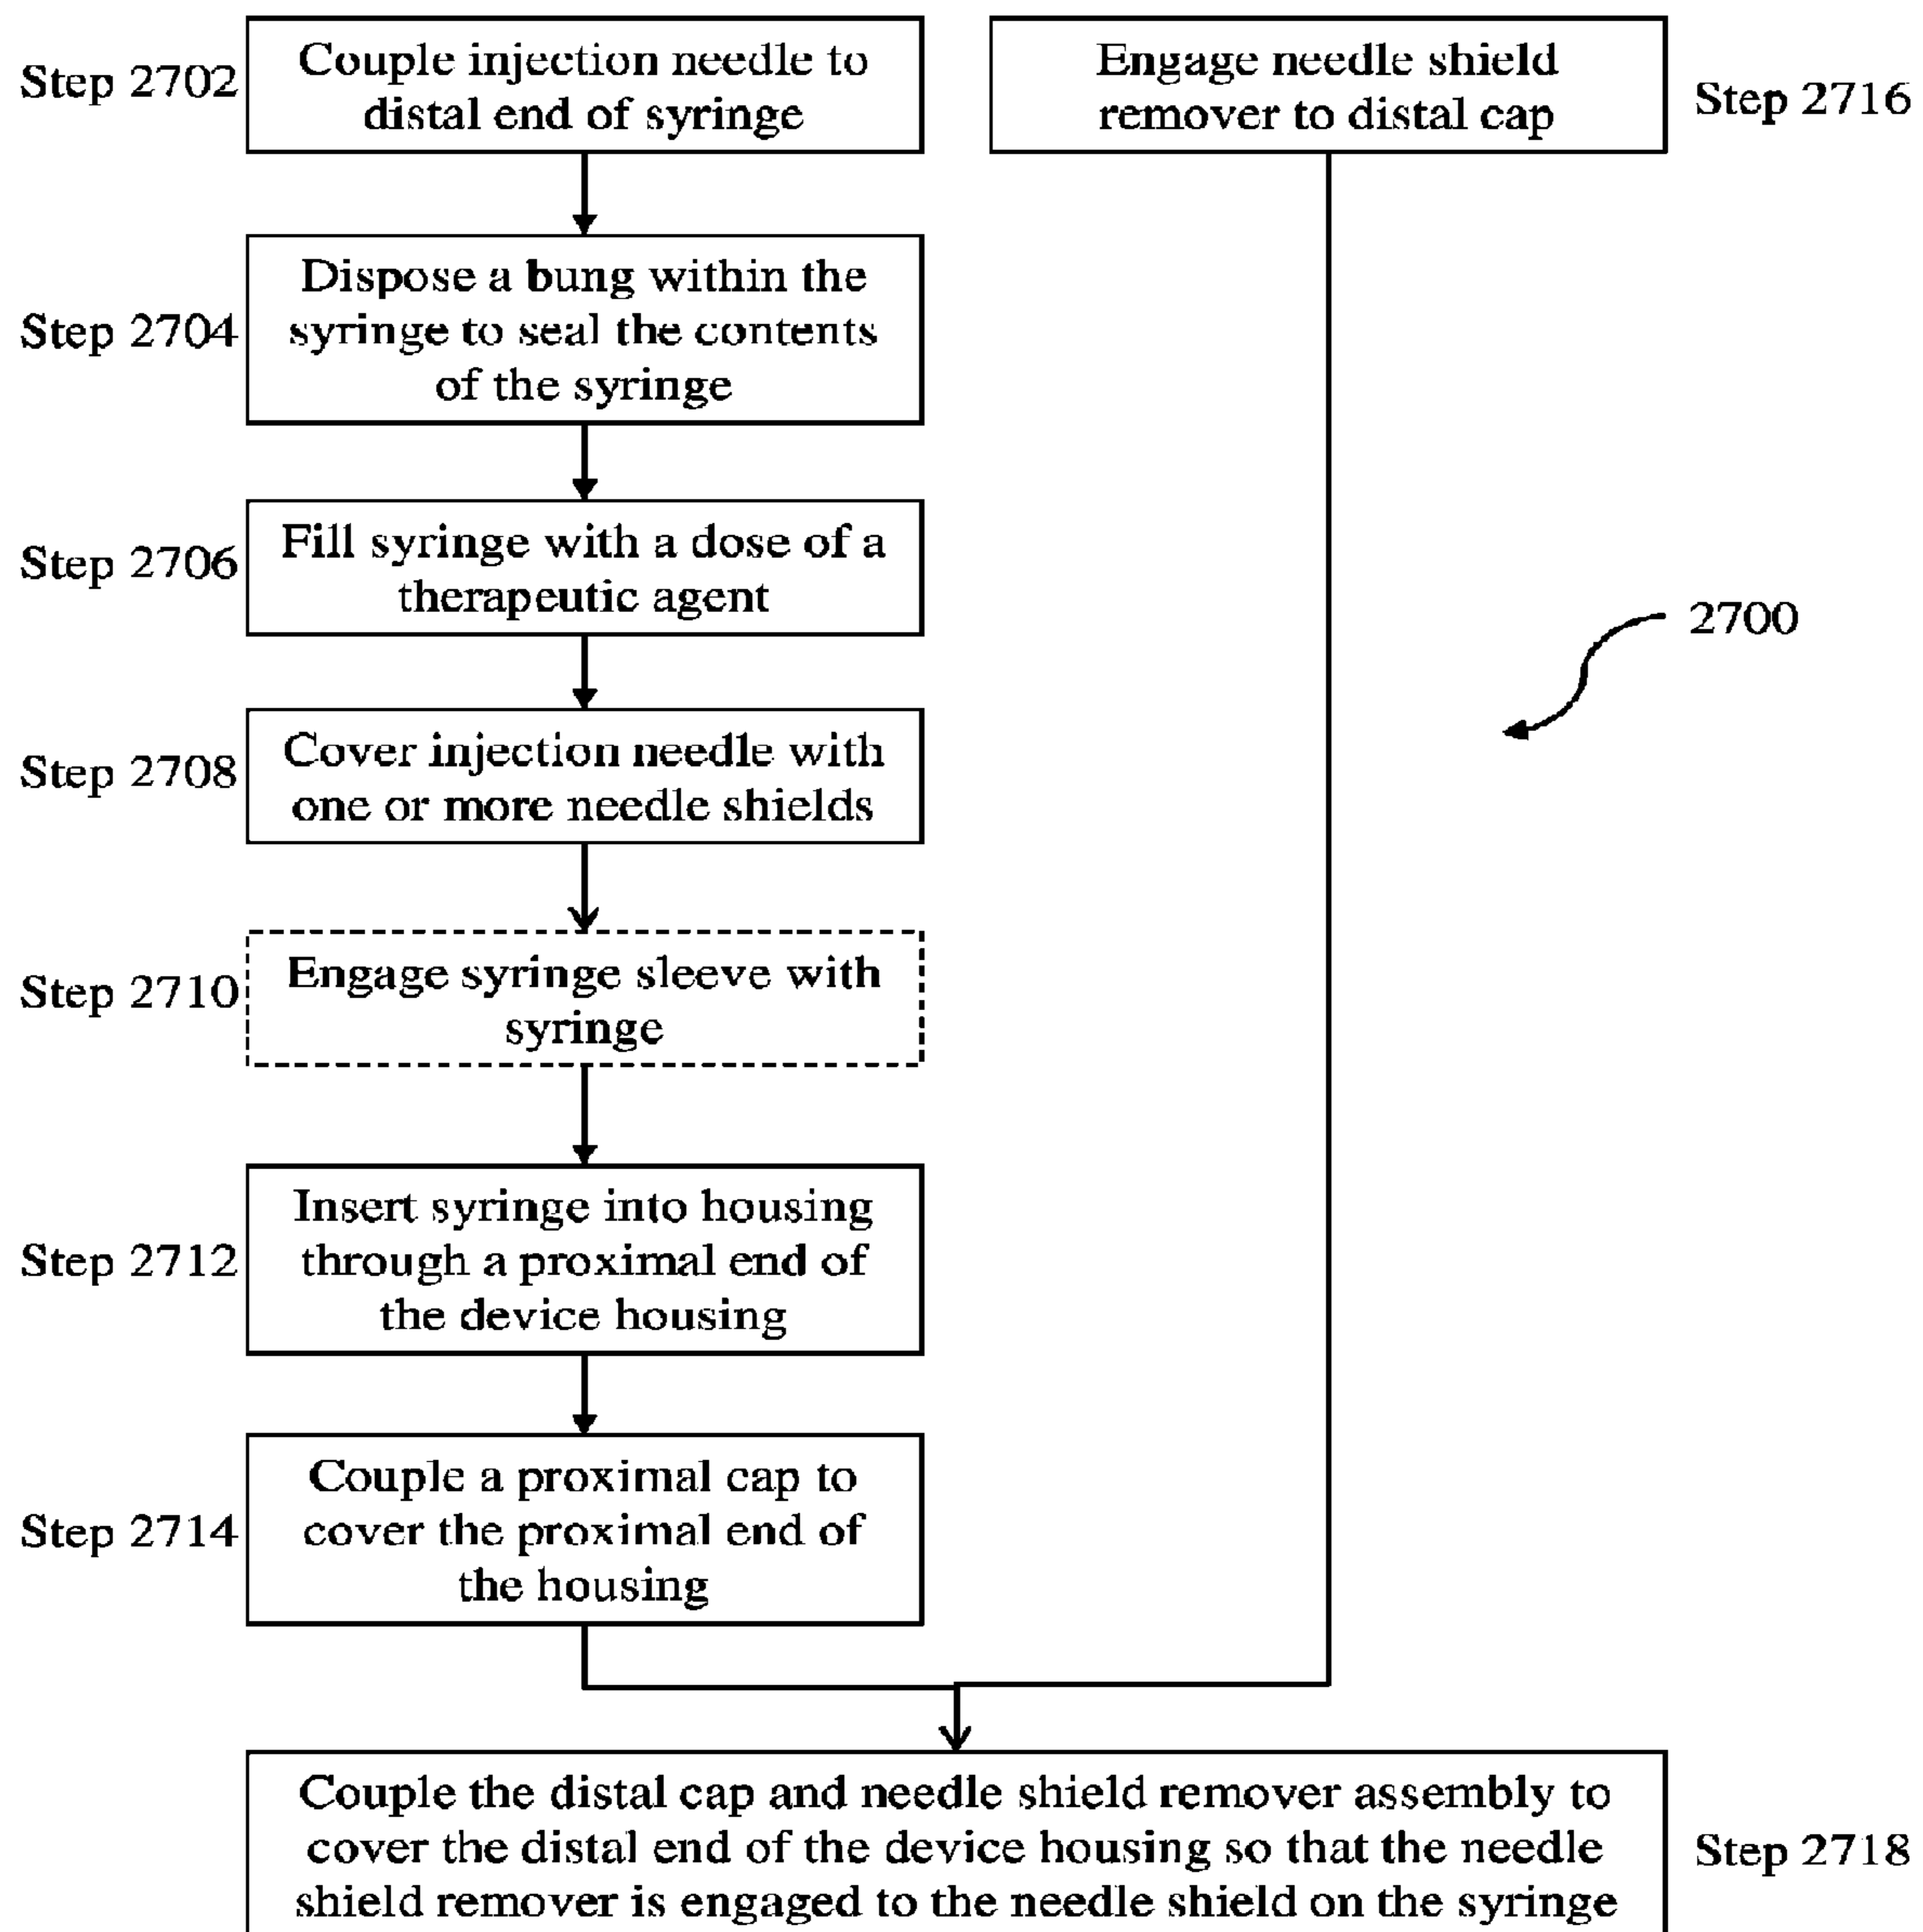 Step 2702
Couple injection needle to
distal end of syringe
Engage needle shield
remover to distal cap
Step 2716
Step 2704
Dispose a bung within the
syringe to seal the contents
of the syringe
Step 2706
Fill syringe with a dose of a
therapeutic agent
2700
Step 2708
Cover injection needle with
one or more needle shields
Step 2710
Engage syringe sleeve with
syringe
Step 2712
Insert syringe into housing
through a proximal end of
the device housing
Step 2714
Couple a proximal cap to
cover the proximal end of
the housing
Couple the distal cap and needle shield remover assembly to
cover the distal end of the device housing so that the needle
shield remover is engaged to the needle shield on the syringe
Step 2718